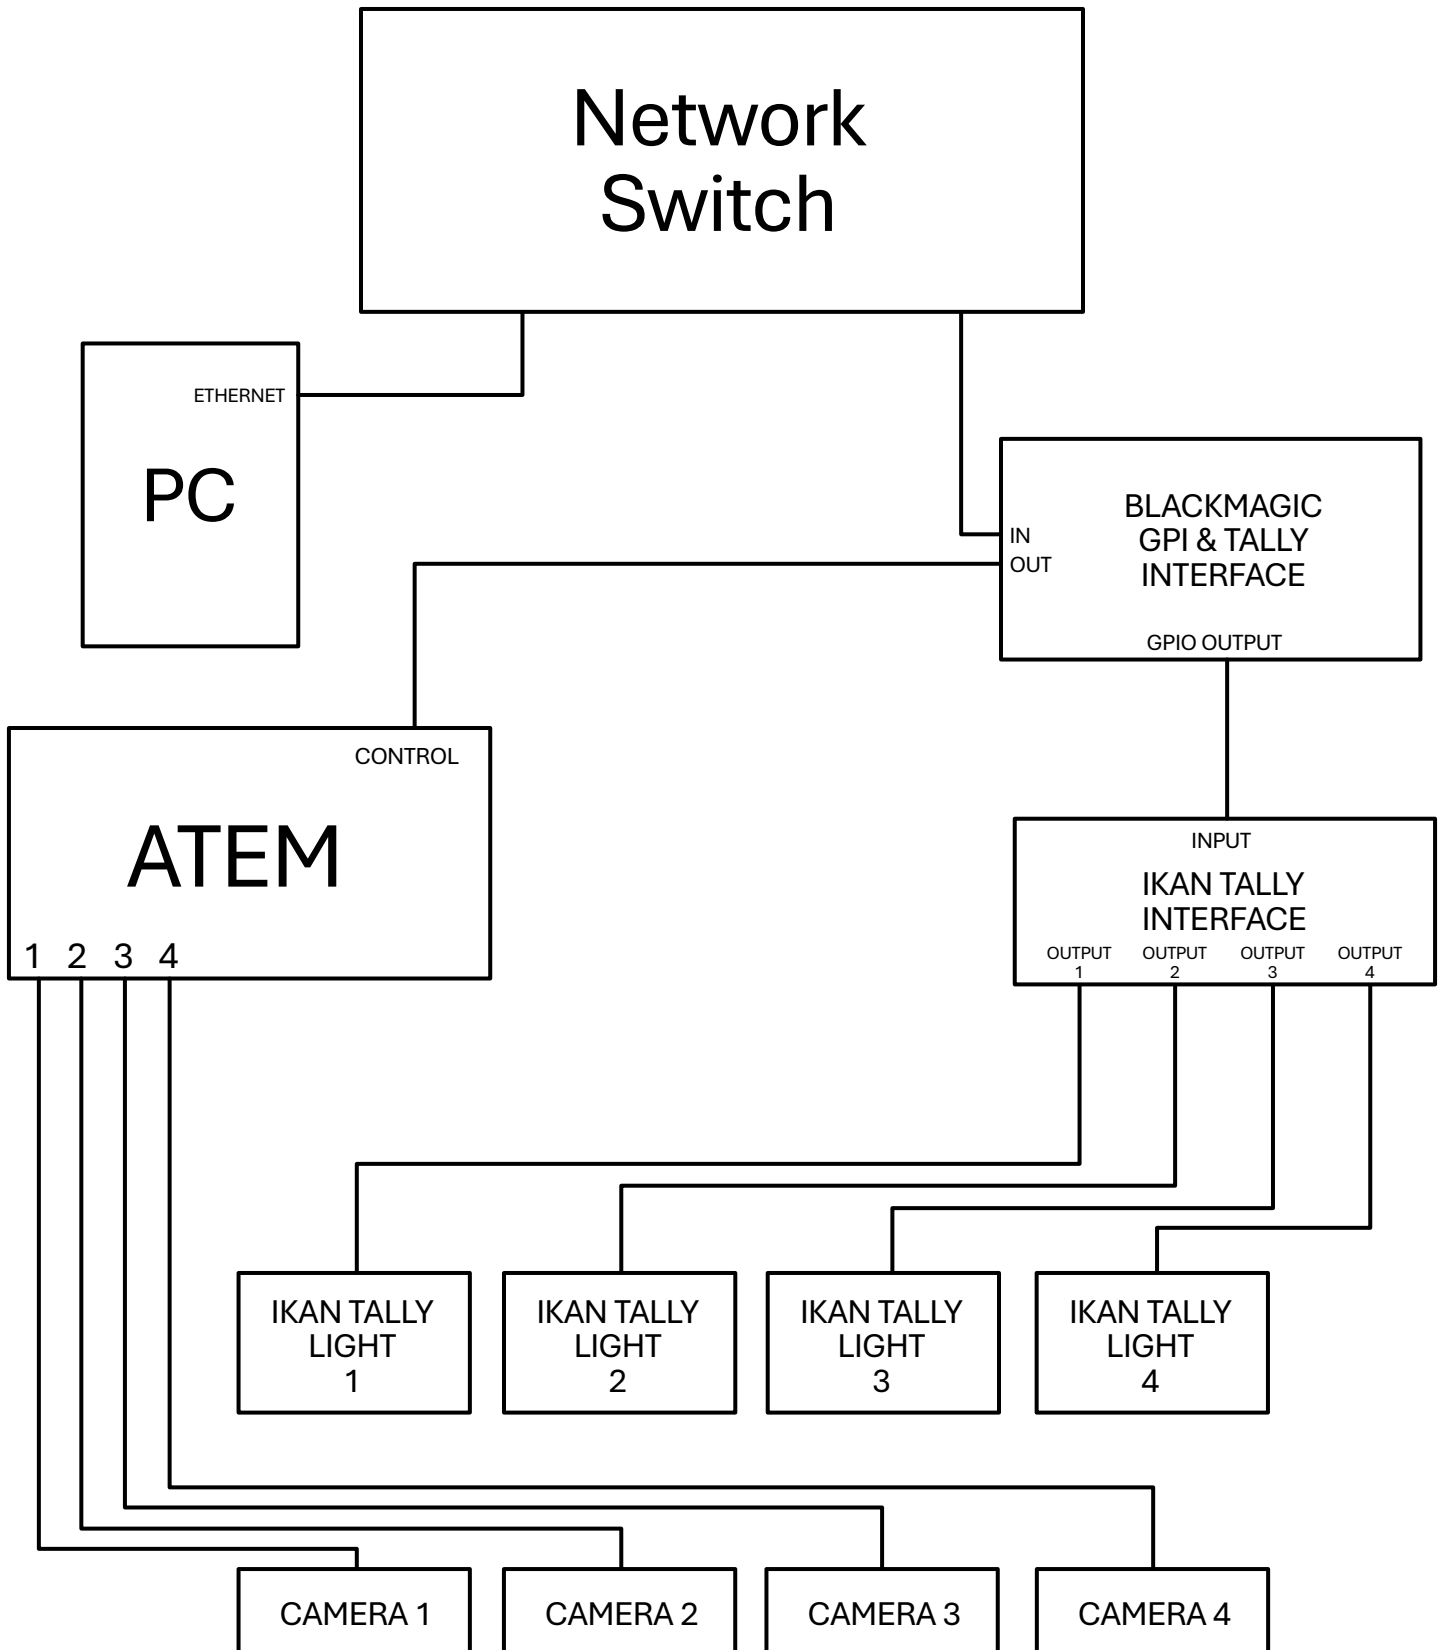 Network
Switch
ETHERNET
PC
BLACKMAGIC
GPI & TALLY
INTERFACE
IN
OUT
GPIO OUTPUT
CONTROL
ATEM
1 2 3 4
INPUT
IKAN TALLY
INTERFACE
OUTPUT OUTPUT OUTPUT OUTPUT
1 2 3 4
IKAN TALLY
LIGHT
1
IKAN TALLY
LIGHT
2
IKAN TALLY
LIGHT
3
IKAN TALLY
LIGHT
4
CAMERA 1
CAMERA 2
CAMERA 3
CAMERA 4